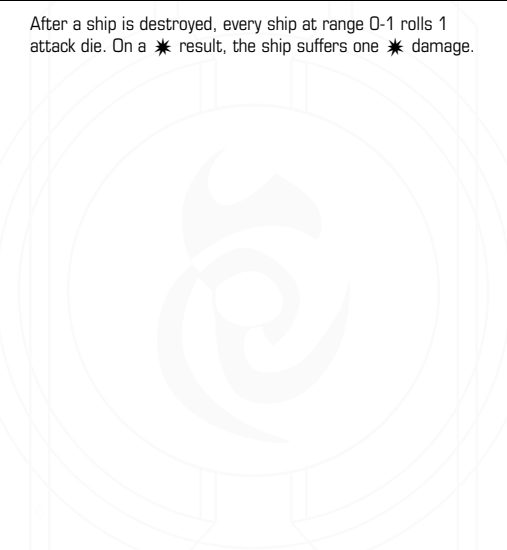 After a ship is destroyed, every ship at range 0-1 rolls 1
attack die. On a ✷ result, the ship suffers one ✷ damage.